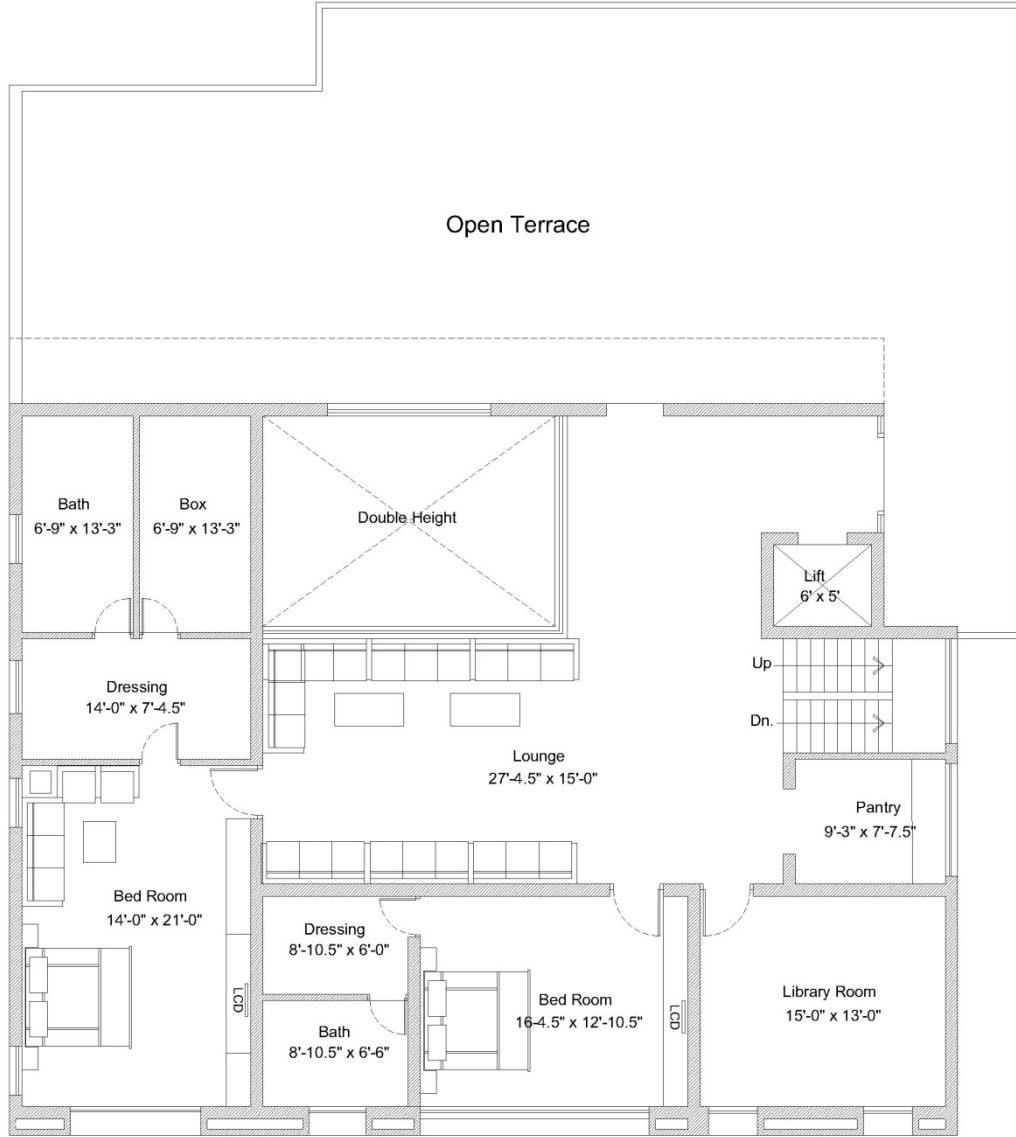 Open Terrace
Bath
6'-9" x 13'-3"
Box
6'-9" x 13'-3"
Double Height
Lift
6' x 5'
Up
Dn.
Dressing
14'-0" x 7'-4.5"
Lounge
27'-4.5" x 15'-0"
Pantry
9'-3" x 7'-7.5"
Bed Room
14'-0" x 21'-0"
LCD
Dressing
8'-10.5" x 6'-0"
Bath
8'-10.5" x 6'-6"
Bed Room
16-4.5" x 12'-10.5"
LCD
Library Room
15'-0" x 13'-0"